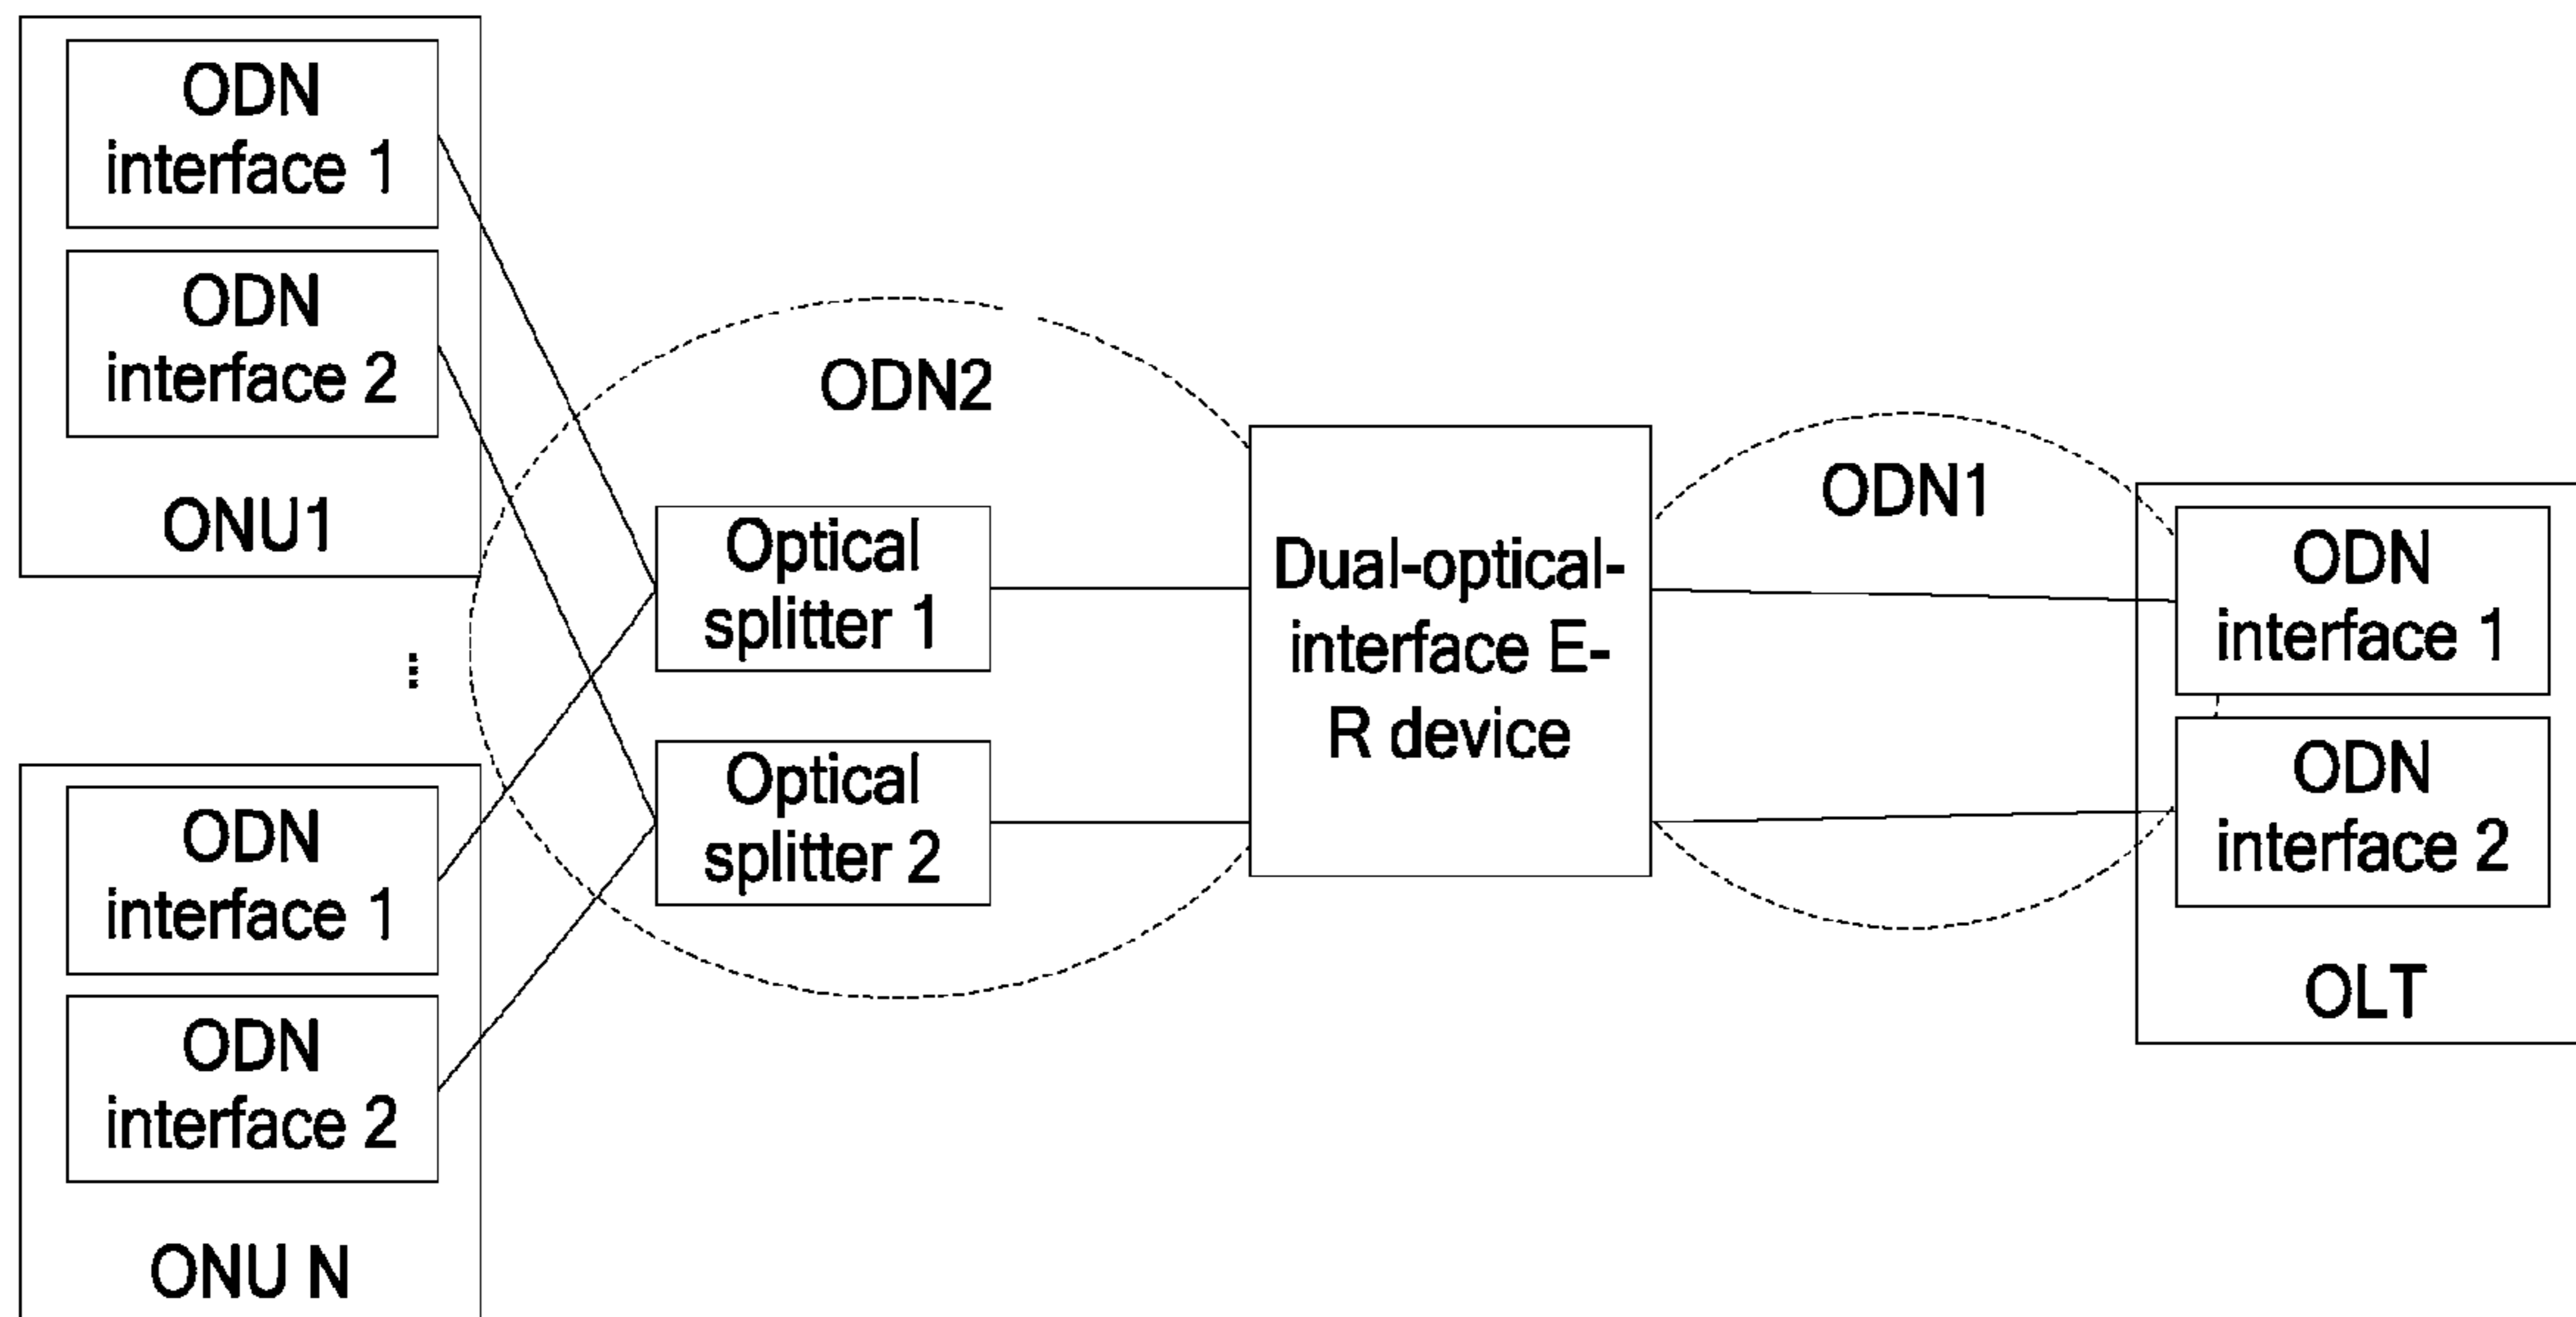 ODN
interface 1
ODN
interface 2
ONU1
...
ODN
interface 1
ODN
interface 2
ONU N
ODN2
Optical
splitter 1
Optical
splitter 2
Dual-optical-
interface E-
R device
ODN1
ODN
interface 1
ODN
interface 2
OLT